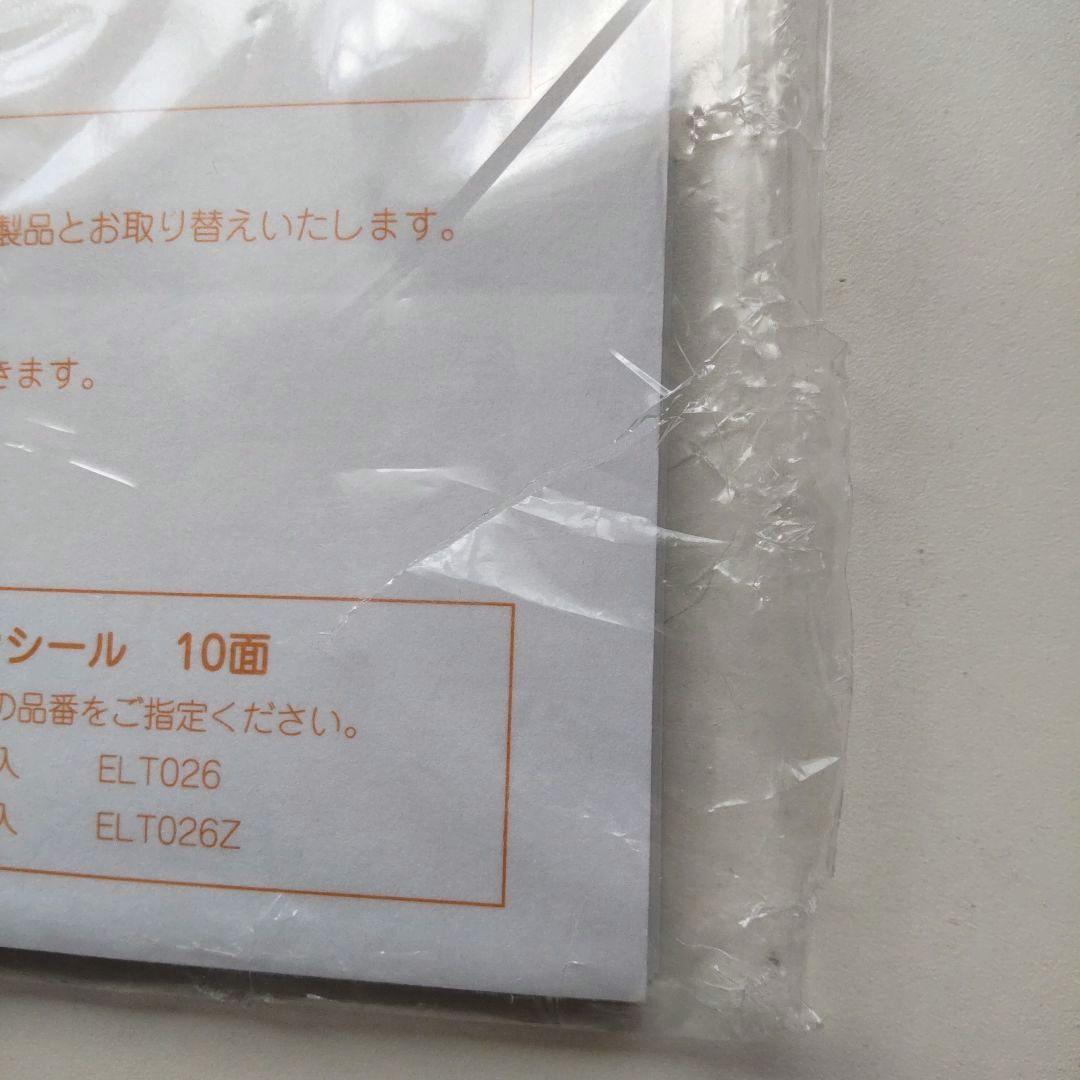 製品とお取り替えいたします。
きます。
シール 10面
の品番をご指定ください。
入 ELT026
入 ELT026Z